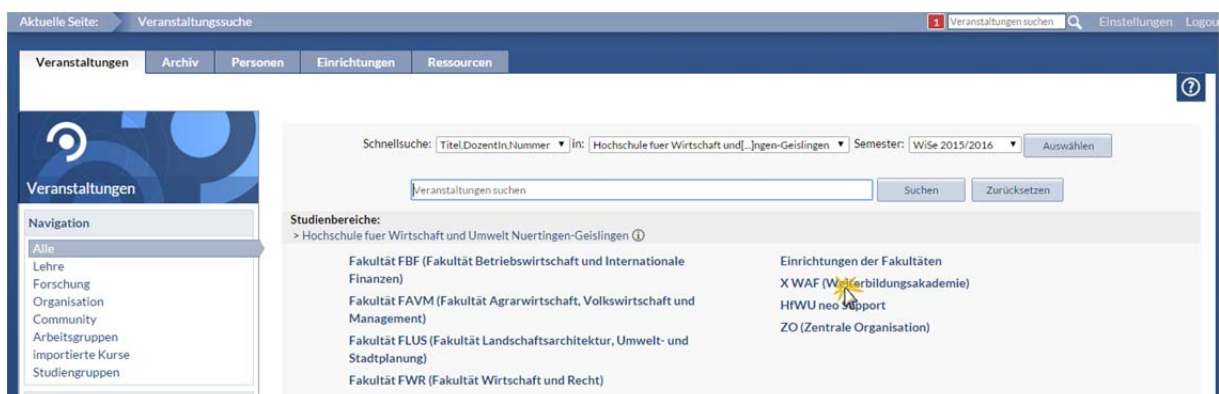 Aktuelle Seite: Veranstaltungssuche 1 Veranstaltungen suchen Einstellungen Logou
Veranstaltungen Archiv Personen Einrichtungen Ressourcen
?
Schnellsuche: Titel,DozentIn,Nummer in: Hochschule fuer Wirtschaft und[...]ngen-Geislingen Semester: WiSe 2015/2016 Auswählen
Veranstaltungen suchen Suchen Zurücksetzen
Veranstaltungen
Navigation
Alle
Lehre
Forschung
Organisation
Community
Arbeitsgruppen
importierte Kurse
Studiengruppen
Studienbereiche:
> Hochschule fuer Wirtschaft und Umwelt Nuertingen-Geislingen
Fakultät FBF (Fakultät Betriebswirtschaft und Internationale
Finanzen)
Fakultät FAVM (Fakultät Agrarwirtschaft, Volkswirtschaft und
Management)
Fakultät FLUS (Fakultät Landschaftsarchitektur, Umwelt- und
Stadtplanung)
Fakultät FWR (Fakultät Wirtschaft und Recht)
Einrichtungen der Fakultäten
X WAF (Weiterbildungsakademie)
HfWU neo Support
ZO (Zentrale Organisation)